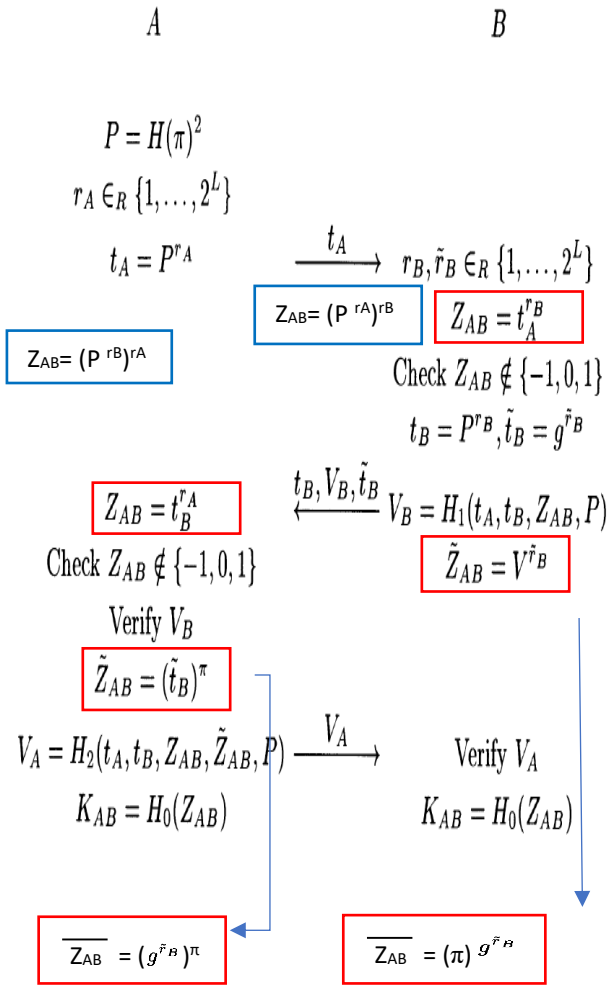 A B
P = H(π)²
r_A ∈_R {1, …, 2^L}
t_A = P^{r_A} t_A r_B, r̃_B ∈_R {1, …, 2^L}
Z_AB= (P ^{rA})^{rB} Z_AB = t_A^{r_B}
Z_AB= (P ^{rB})^{rA} Check Z_AB ∉ {−1, 0, 1}
t_B = P^{r_B}, t̃_B = g^{r̃_B}
Z_AB = t_B^{r_A} t_B, V_B, t̃_B V_B = H_1(t_A, t_B, Z_AB, P)
Check Z_AB ∉ {−1, 0, 1} Z̃_AB = V^{r̃_B}
Verify V_B
Z̃_AB = (t̃_B)^π
V_A = H_2(t_A, t_B, Z_AB, Z̃_AB, P) V_A Verify V_A
K_AB = H_0(Z_AB) K_AB = H_0(Z_AB)
Z̅_AB = (g^{r̃_B})^π Z̅_AB = (π)^{g^{r̃_B}}